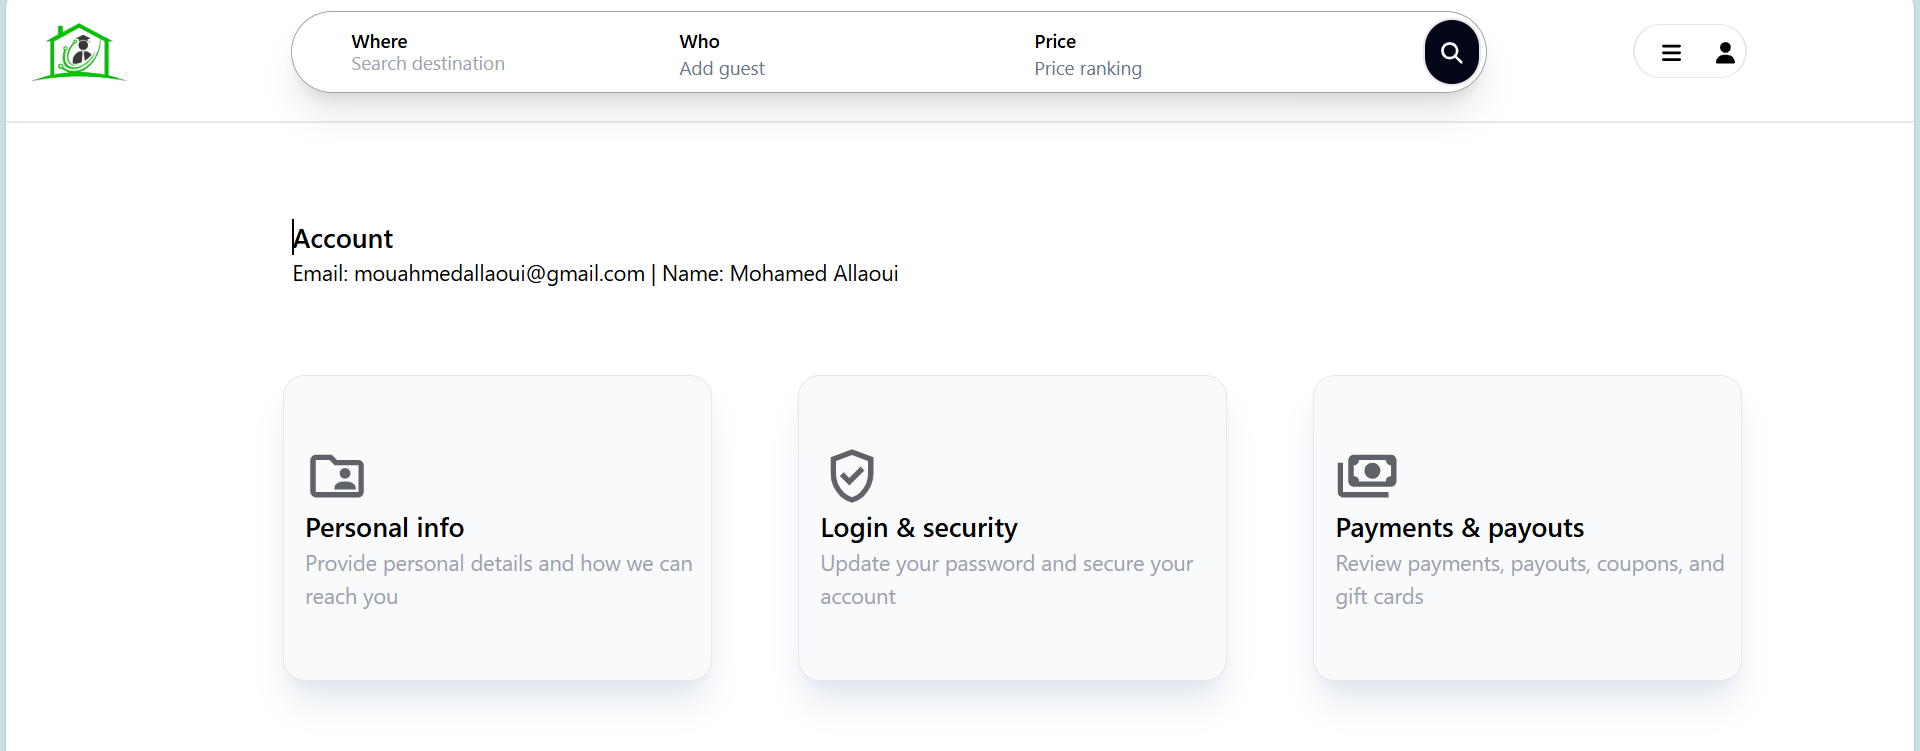 Where
Search destination
Who
Add guest
Price
Price ranking
Account
Email: mouahmedallaoui@gmail.com | Name: Mohamed Allaoui
Personal info
Provide personal details and how we can
reach you
Login & security
Update your password and secure your
account
Payments & payouts
Review payments, payouts, coupons, and
gift cards